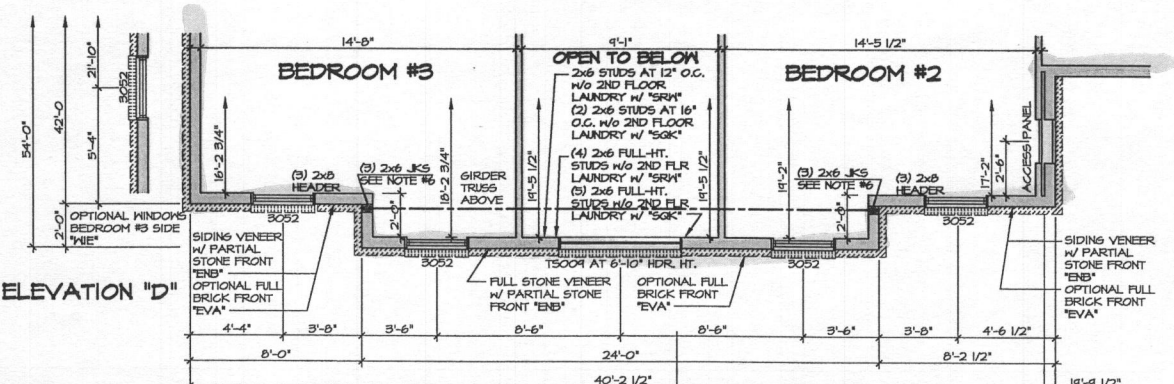 14'-8"
9'-1"
14'-5 1/2"
BEDROOM #3
OPEN TO BELOW
2x6 STUDS AT 12" O.C.
w/o 2ND FLOOR
LAUNDRY w/ "SRW"
(2) 2x6 STUDS AT 16"
O.C. w/o 2ND FLOOR
LAUNDRY w/ "SGK"
(4) 2x6 FULL-HT.
STUDS w/o 2ND FLR
LAUNDRY w/ "SRW"
(5) 2x6 FULL-HT.
STUDS w/o 2ND FLR
LAUNDRY w/ "SGK"
BEDROOM #2
54'-0"
42'-0
21'-10"
5'-4"
2'-0"
3052
OPTIONAL WINDOWS
BEDROOM #3 SIDE
"WIE"
16'-2 3/4"
(3) 2x8
HEADER
3052
(3) 2x6 JKS
SEE NOTE #6
2'-0"
18'-2 3/4"
GIRDER
TRUSS
ABOVE
19'-5 1/2"
19'-5 1/2"
19'-2"
(3) 2x6 JKS
SEE NOTE #6
2'-0"
(3) 2x8
HEADER
3052
17'-2"
2'-6"
ACCESS PANEL
3052
TS009 AT 6'-10" HDR. HT.
3052
SIDING VENEER
w/ PARTIAL
STONE FRONT
"ENB"
OPTIONAL FULL
BRICK FRONT
"EVA"
ELEVATION "D"
FULL STONE VENEER
w/ PARTIAL STONE
FRONT "ENB"
OPTIONAL FULL
BRICK FRONT
"EVA"
SIDING VENEER
w/ PARTIAL
STONE FRONT
"ENB"
OPTIONAL FULL
BRICK FRONT
"EVA"
4'-4"
3'-8"
3'-6"
8'-6"
8'-6"
3'-6"
3'-8"
4'-6 1/2"
8'-0"
24'-0"
8'-2 1/2"
40'-2 1/2"
19'-9 1/2"